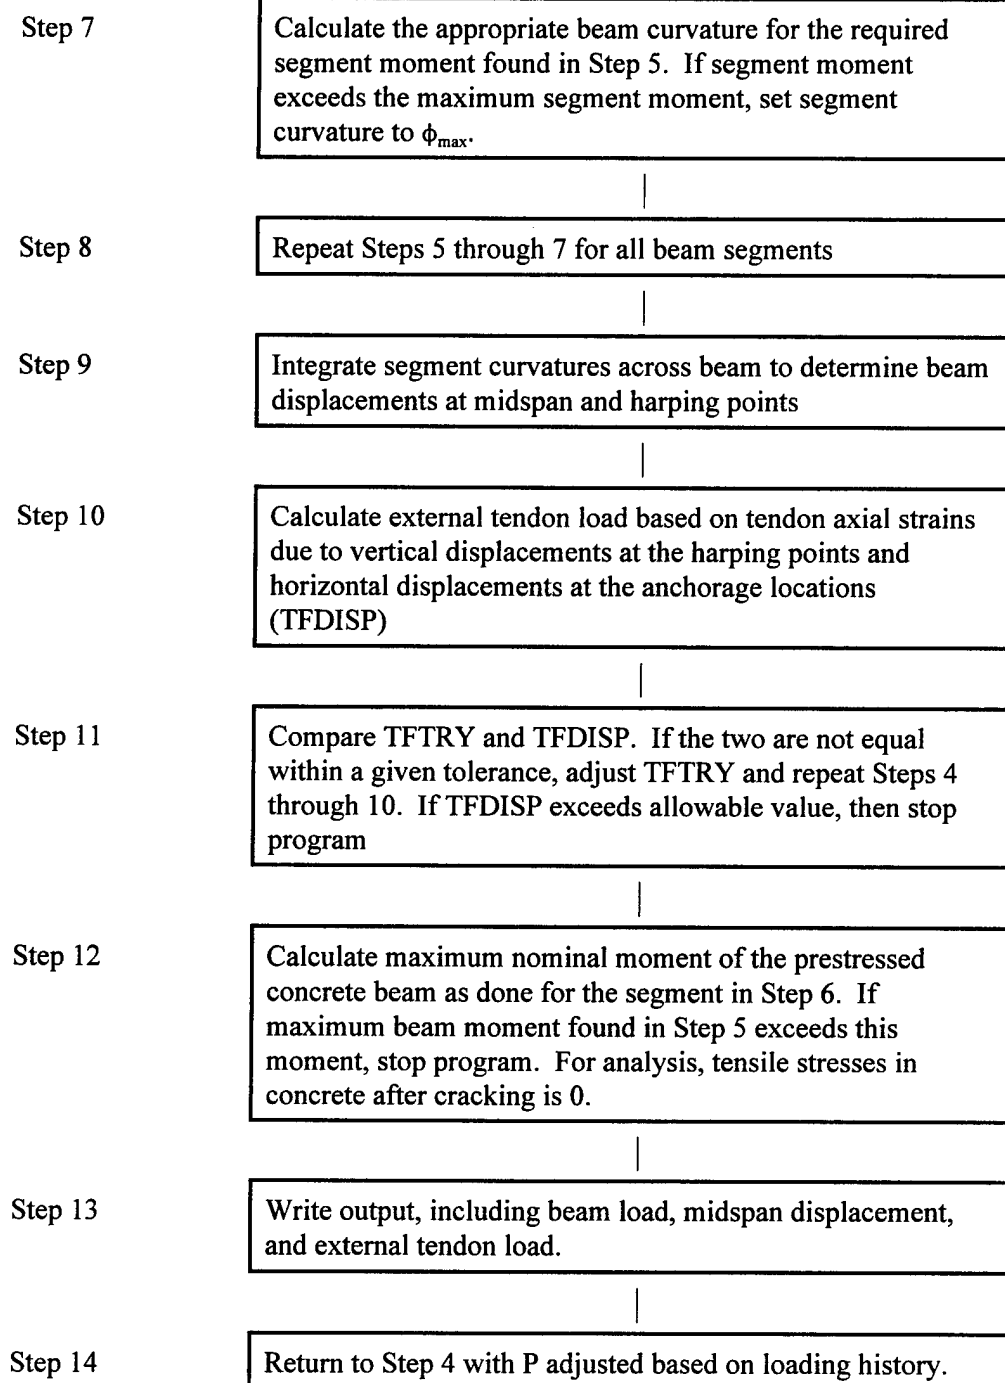 Step 7
Calculate the appropriate beam curvature for the required
segment moment found in Step 5. If segment moment
exceeds the maximum segment moment, set segment
curvature to ϕmax.
Step 8
Repeat Steps 5 through 7 for all beam segments
Step 9
Integrate segment curvatures across beam to determine beam
displacements at midspan and harping points
Step 10
Calculate external tendon load based on tendon axial strains
due to vertical displacements at the harping points and
horizontal displacements at the anchorage locations
(TFDISP)
Step 11
Compare TFTRY and TFDISP. If the two are not equal
within a given tolerance, adjust TFTRY and repeat Steps 4
through 10. If TFDISP exceeds allowable value, then stop
program
Step 12
Calculate maximum nominal moment of the prestressed
concrete beam as done for the segment in Step 6. If
maximum beam moment found in Step 5 exceeds this
moment, stop program. For analysis, tensile stresses in
concrete after cracking is 0.
Step 13
Write output, including beam load, midspan displacement,
and external tendon load.
Step 14
Return to Step 4 with P adjusted based on loading history.